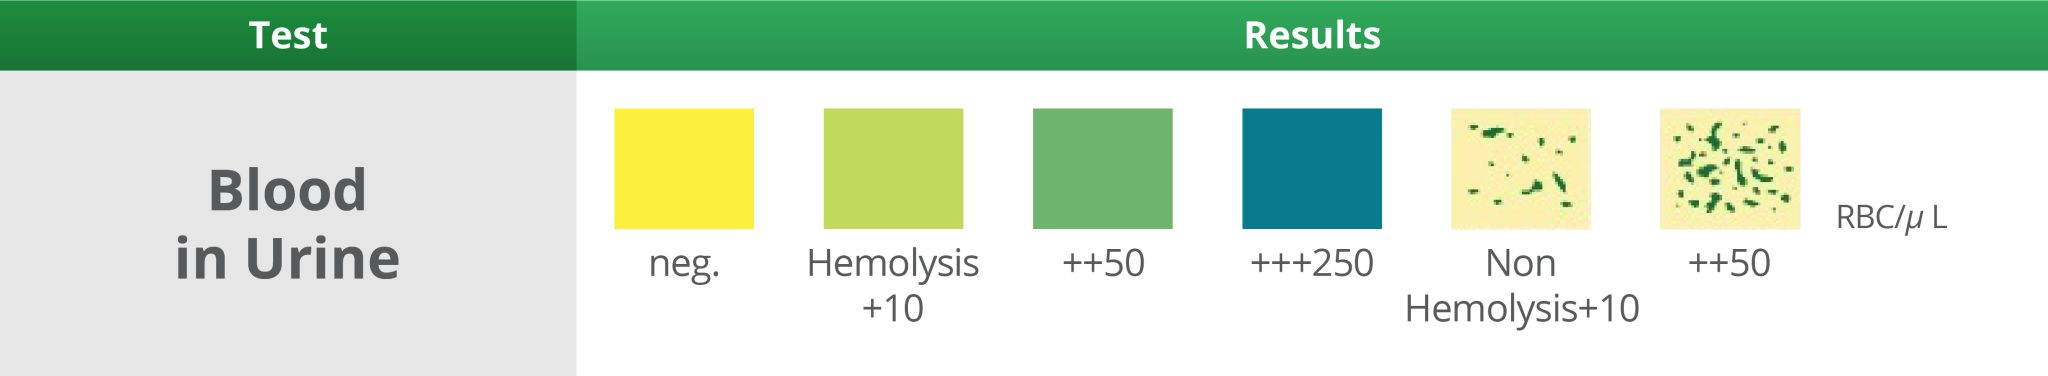 Test
Results
Blood
in Urine
neg.
Hemolysis
+10
++50
+++250
Non
Hemolysis+10
++50
RBC/µ L